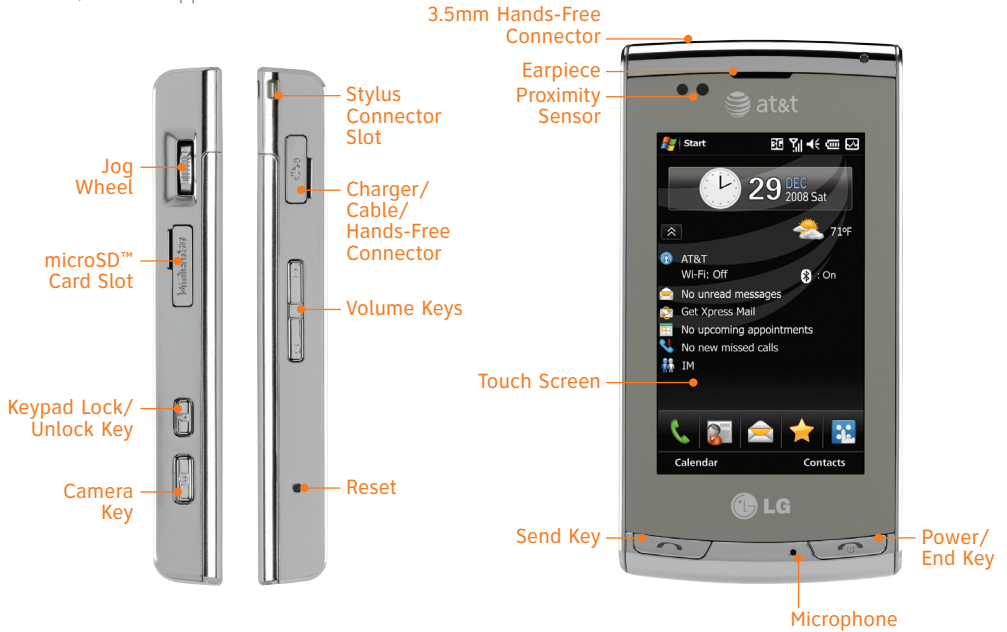 3.5mm Hands-Free
Connector
Earpiece
Proximity
Sensor
Stylus
Connector
Slot
Jog
Wheel
Charger/
Cable/
Hands-Free
Connector
microSD™
Card Slot
Volume Keys
Touch Screen
Keypad Lock/
Unlock Key
Camera
Key
Reset
Send Key
Power/
End Key
Microphone
at&t
Start
3G
29 DEC
2008 Sat
71ºF
AT&T
Wi-Fi: Off
: On
No unread messages
Get Xpress Mail
No upcoming appointments
No new missed calls
IM
Calendar
Contacts
LG